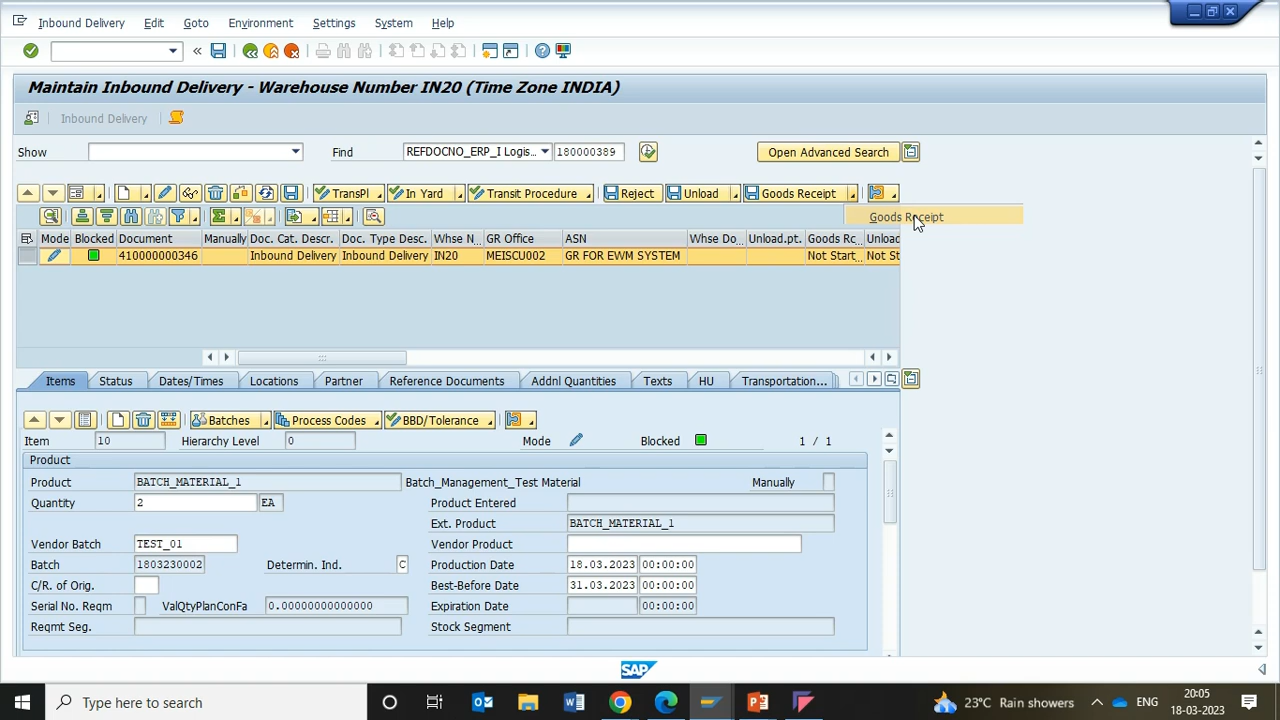 Inbound Delivery Edit Goto Environment Settings System Help
Maintain Inbound Delivery - Warehouse Number IN20 (Time Zone INDIA)
Inbound Delivery
Show Find REFDOCNO_ERP_I Logis... 180000389 Open Advanced Search
TransPl In Yard Transit Procedure Reject Unload Goods Receipt
Goods Receipt
Mode Blocked Document Manually Doc. Cat. Descr. Doc. Type Desc. Whse N... GR Office ASN Whse Do... Unload.pt. Goods Rc... Unload
410000000346 Inbound Delivery Inbound Delivery IN20 MEISCU002 GR FOR EWM SYSTEM Not Start... Not St
Items Status Dates/Times Locations Partner Reference Documents Addnl Quantities Texts HU Transportation...
Batches Process Codes BBD/Tolerance
Item 10 Hierarchy Level 0 Mode Blocked 1 / 1
Product
Product BATCH_MATERIAL_1 Batch_Management_Test Material Manually
Quantity 2 EA Product Entered
Ext. Product BATCH_MATERIAL_1
Vendor Batch TEST_01 Vendor Product
Batch 1803230002 Determin. Ind. C Production Date 18.03.2023 00:00:00
C/R. of Orig. Best-Before Date 31.03.2023 00:00:00
Serial No. Reqm ValQtyPlanConFa 0.00000000000000 Expiration Date 00:00:00
Reqmt Seg. Stock Segment
SAP
Type here to search 23°C Rain showers ENG 20:05
18-03-2023